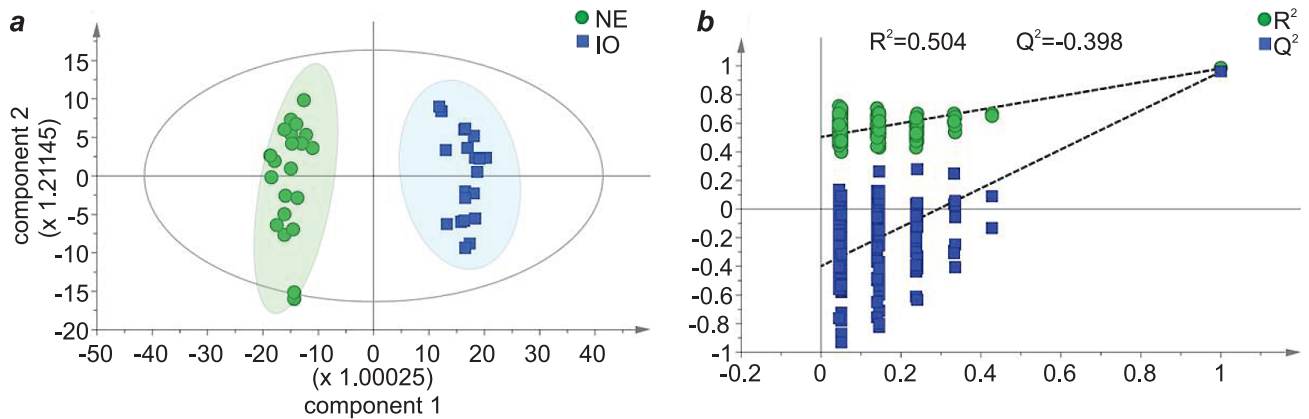 a
NE
IO
15
10
5
0
-5
-10
-15
-20
component 2
(x 1.21145)
-50 -40 -30 -20 -10 0 10 20 30 40
(x 1.00025)
component 1
b
R²
Q²
R²=0.504 Q²=-0.398
1
0.8
0.6
0.4
0.2
0
-0.2
-0.4
-0.6
-0.8
-1
-0.2 0 0.2 0.4 0.6 0.8 1